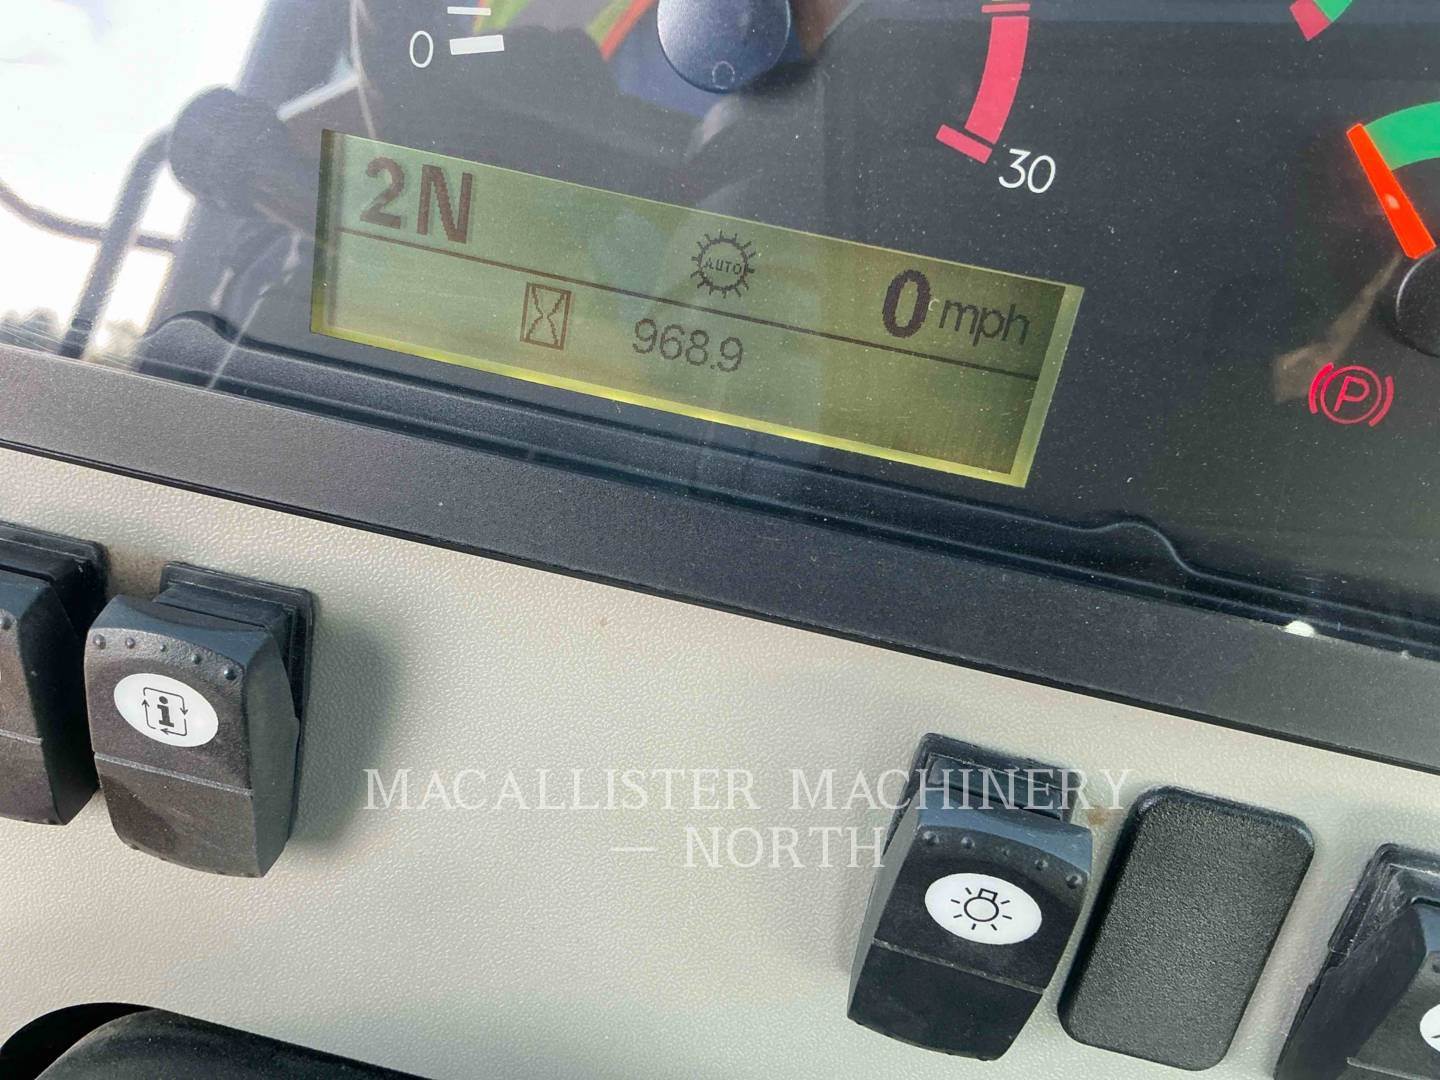 0
30
2N
AUTO
0 mph
968.9
P
i
MACALLISTER MACHINERY
— NORTH